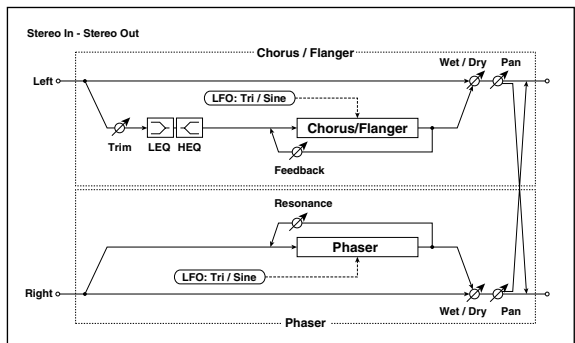 Stereo In - Stereo Out
Chorus / Flanger
Wet / Dry Pan
Left
LFO: Tri / Sine
Chorus/Flanger
Trim LEQ HEQ
Feedback
Resonance
Phaser
LFO: Tri / Sine
Right
Wet / Dry Pan
Phaser